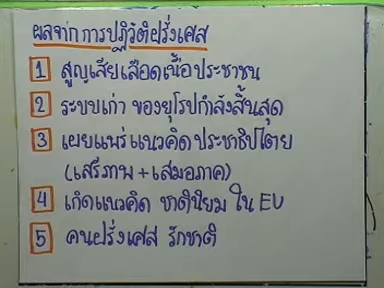 ผลจากการปฏิวัติฝรั่งเศส
1 สูญเสียเลือดเนื้อประชาชน
2 ระบบเก่า ของยุโรปกำลังสิ้นสุด
3 เผยแพร่แนวคิดประชาธิปไตย
(เสรีภาพ + เสมอภาค)
4 เกิดแนวคิด ชาตินิยม ใน EU
5 คนฝรั่งเศส รักชาติ